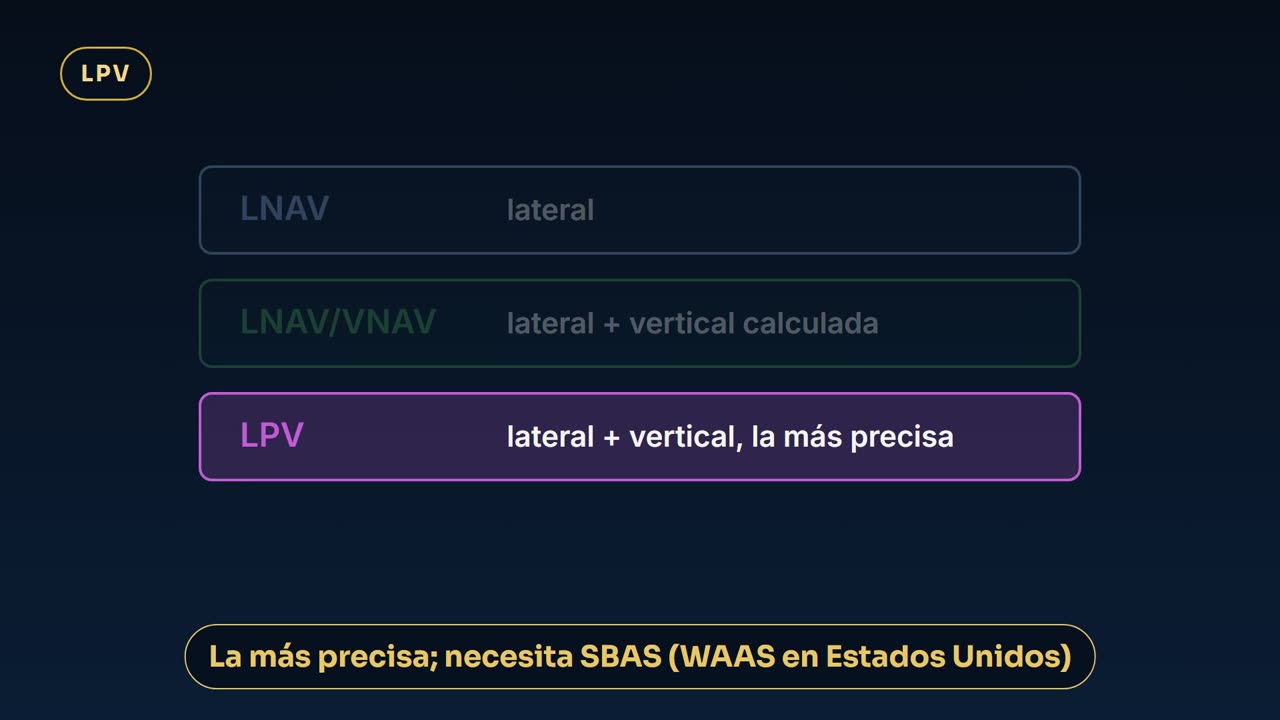 LPV
LNAV lateral
LNAV/VNAV lateral + vertical calculada
LPV lateral + vertical, la más precisa
La más precisa; necesita SBAS (WAAS en Estados Unidos)